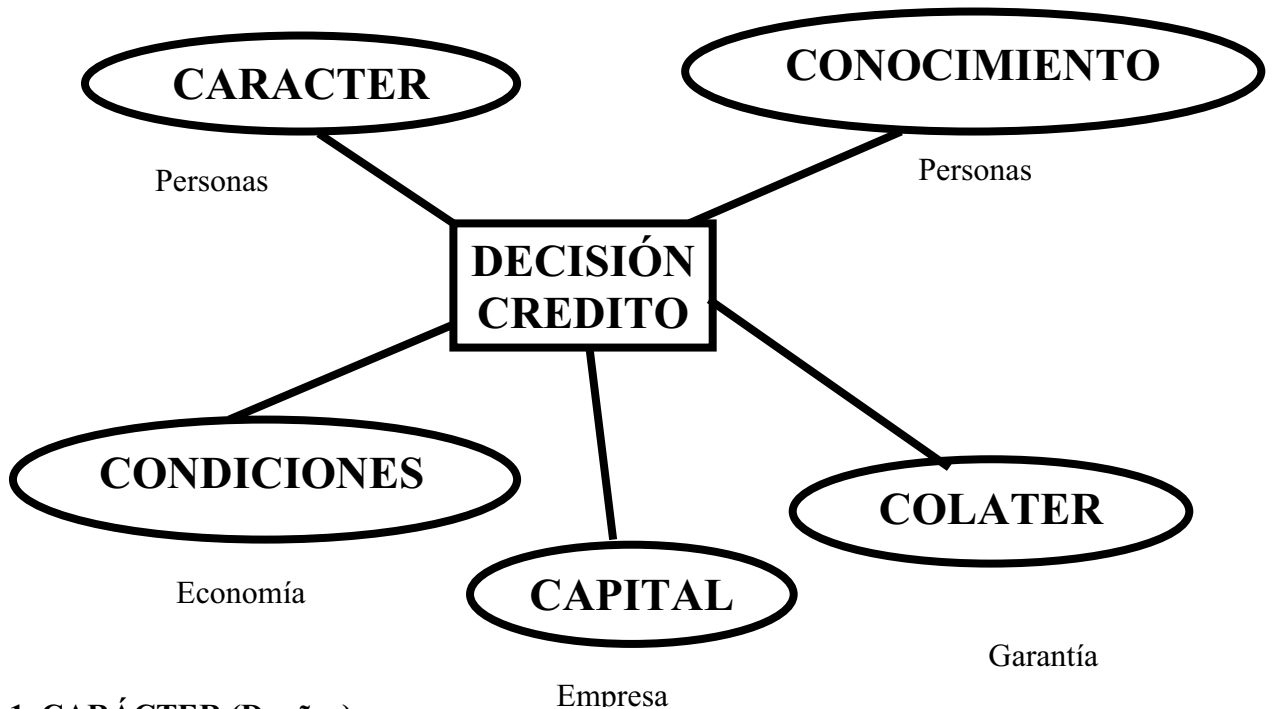 CARACTER
CONOCIMIENTO
Personas
Personas
DECISIÓN
CREDITO
CONDICIONES
COLATER
Economía
CAPITAL
Garantía
Empresa
1. CARÁCTER